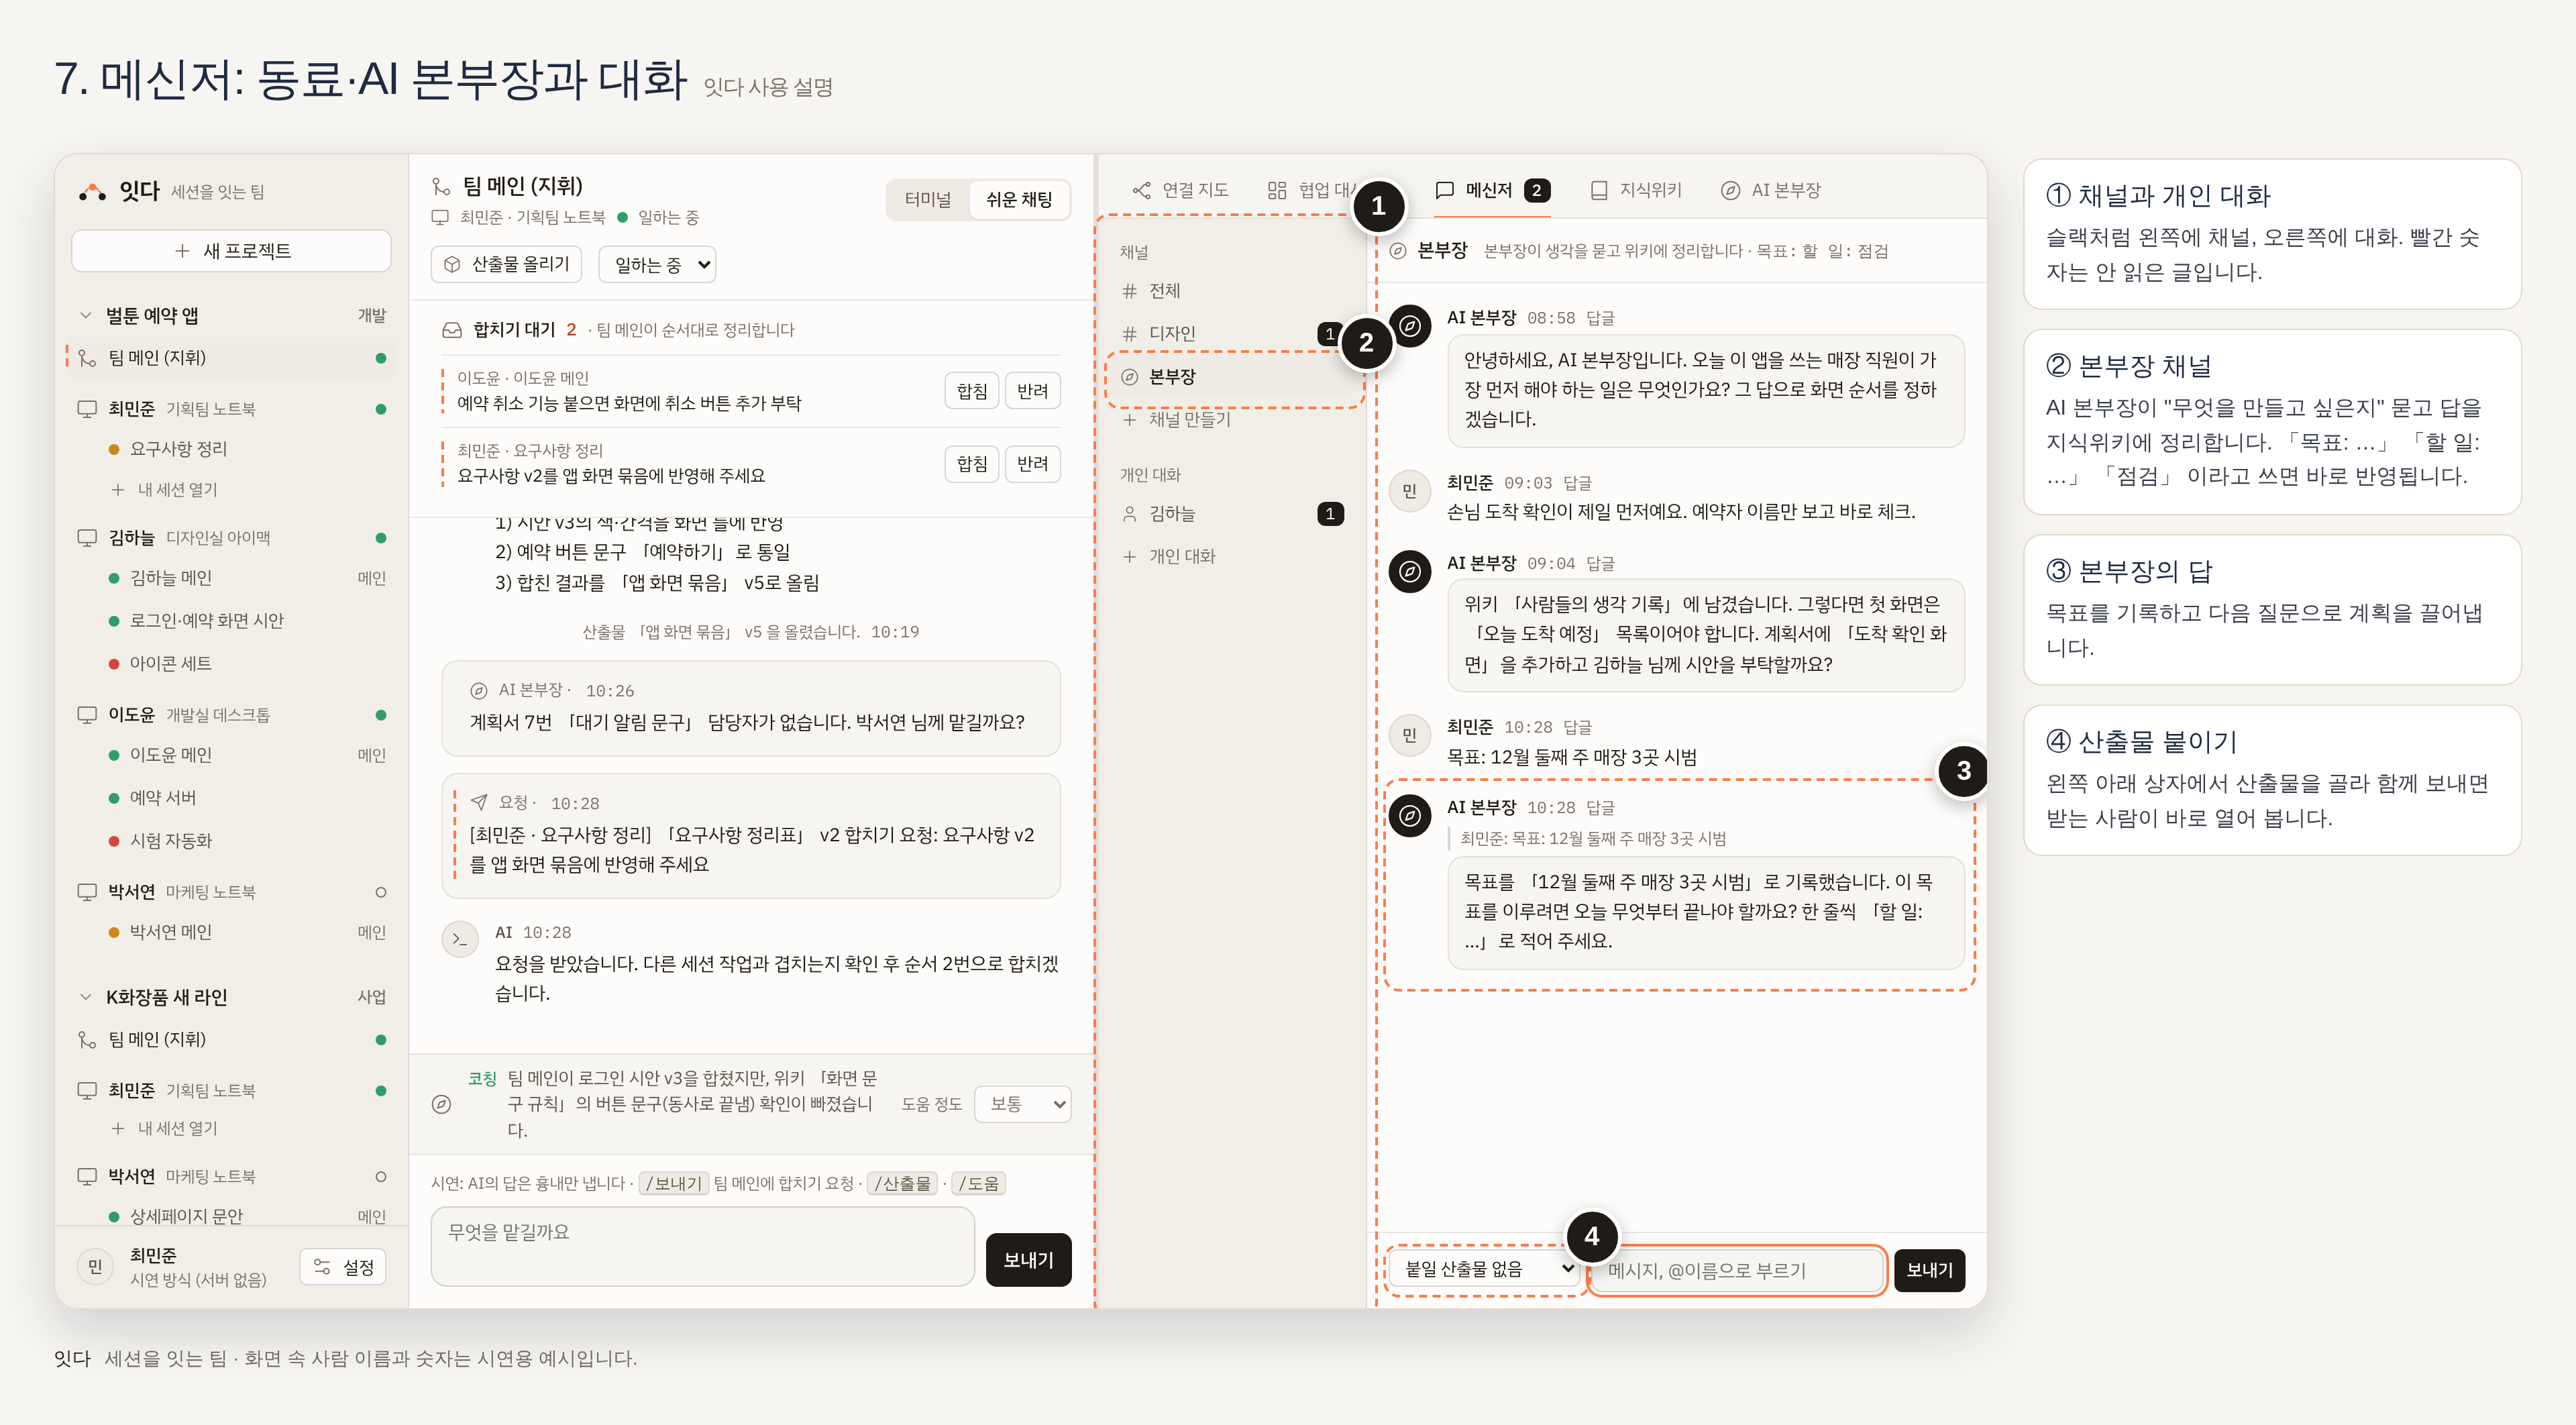 7. 메신저: 동료·AI 본부장과 대화 잇다 사용 설명
잇다 세션을 잇는 팀
+ 새 프로젝트
벌툰 예약 앱 개발
팀 메인 (지휘)
최민준 기획팀 노트북
요구사항 정리
+ 내 세션 열기
김하늘 디자인실 아이맥
김하늘 메인 메인
로그인·예약 화면 시안
아이콘 세트
이도윤 개발실 데스크톱
이도윤 메인 메인
예약 서버
시험 자동화
박서연 마케팅 노트북
박서연 메인 메인
K화장품 새 라인 사업
팀 메인 (지휘)
최민준 기획팀 노트북
+ 내 세션 열기
박서연 마케팅 노트북
상세페이지 문안 메인
민 최민준
시연 방식 (서버 없음)
설정
팀 메인 (지휘)
최민준 · 기획팀 노트북 일하는 중
터미널 쉬운 채팅
산출물 올리기 일하는 중
합치기 대기 2 · 팀 메인이 순서대로 정리합니다
이도윤 · 이도윤 메인
예약 취소 기능 붙으면 화면에 취소 버튼 추가 부탁
합침 반려
최민준 · 요구사항 정리
요구사항 v2를 앱 화면 묶음에 반영해 주세요
합침 반려
1) 시안 v3의 색·간격을 화면 틀에 반영
2) 예약 버튼 문구 「예약하기」로 통일
3) 합친 결과를 「앱 화면 묶음」 v5로 올림
산출물 「앱 화면 묶음」 v5 을 올렸습니다. 10:19
AI 본부장 · 10:26
계획서 7번 「대기 알림 문구」 담당자가 없습니다. 박서연 님께 맡길까요?
요청 · 10:28
[최민준 · 요구사항 정리] 「요구사항 정리표」 v2 합치기 요청: 요구사항 v2
를 앱 화면 묶음에 반영해 주세요
AI 10:28
요청을 받았습니다. 다른 세션 작업과 겹치는지 확인 후 순서 2번으로 합치겠
습니다.
코칭 팀 메인이 로그인 시안 v3을 합쳤지만, 위키 「화면 문
구 규칙」의 버튼 문구(동사로 끝냄) 확인이 빠졌습니
다.
도움 정도 보통
시연: AI의 답은 흉내만 냅니다 · /보내기 팀 메인에 합치기 요청 · /산출물 · /도움
무엇을 맡길까요
보내기
연결 지도 협업 대시 1 메신저 2 지식위키 AI 본부장
채널
# 전체
# 디자인 1
2
본부장
+ 채널 만들기
개인 대화
김하늘 1
+ 개인 대화
본부장 본부장이 생각을 묻고 위키에 정리합니다 · 목표: 할 일: 점검
AI 본부장 08:58 답글
안녕하세요, AI 본부장입니다. 오늘 이 앱을 쓰는 매장 직원이 가
장 먼저 해야 하는 일은 무엇인가요? 그 답으로 화면 순서를 정하
겠습니다.
민 최민준 09:03 답글
손님 도착 확인이 제일 먼저예요. 예약자 이름만 보고 바로 체크.
AI 본부장 09:04 답글
위키 「사람들의 생각 기록」에 남겼습니다. 그렇다면 첫 화면은
「오늘 도착 예정」 목록이어야 합니다. 계획서에 「도착 확인 화
면」을 추가하고 김하늘 님께 시안을 부탁할까요?
민 최민준 10:28 답글
목표: 12월 둘째 주 매장 3곳 시범
3
AI 본부장 10:28 답글
최민준: 목표: 12월 둘째 주 매장 3곳 시범
목표를 「12월 둘째 주 매장 3곳 시범」로 기록했습니다. 이 목
표를 이루려면 오늘 무엇부터 끝나야 할까요? 한 줄씩 「할 일:
…」로 적어 주세요.
4
붙일 산출물 없음 메시지, @이름으로 부르기 보내기
① 채널과 개인 대화
슬랙처럼 왼쪽에 채널, 오른쪽에 대화. 빨간 숫
자는 안 읽은 글입니다.
② 본부장 채널
AI 본부장이 "무엇을 만들고 싶은지" 묻고 답을
지식위키에 정리합니다. 「목표: …」 「할 일:
…」 「점검」 이라고 쓰면 바로 반영됩니다.
③ 본부장의 답
목표를 기록하고 다음 질문으로 계획을 끌어냅
니다.
④ 산출물 붙이기
왼쪽 아래 상자에서 산출물을 골라 함께 보내면
받는 사람이 바로 열어 봅니다.
잇다 세션을 잇는 팀 · 화면 속 사람 이름과 숫자는 시연용 예시입니다.